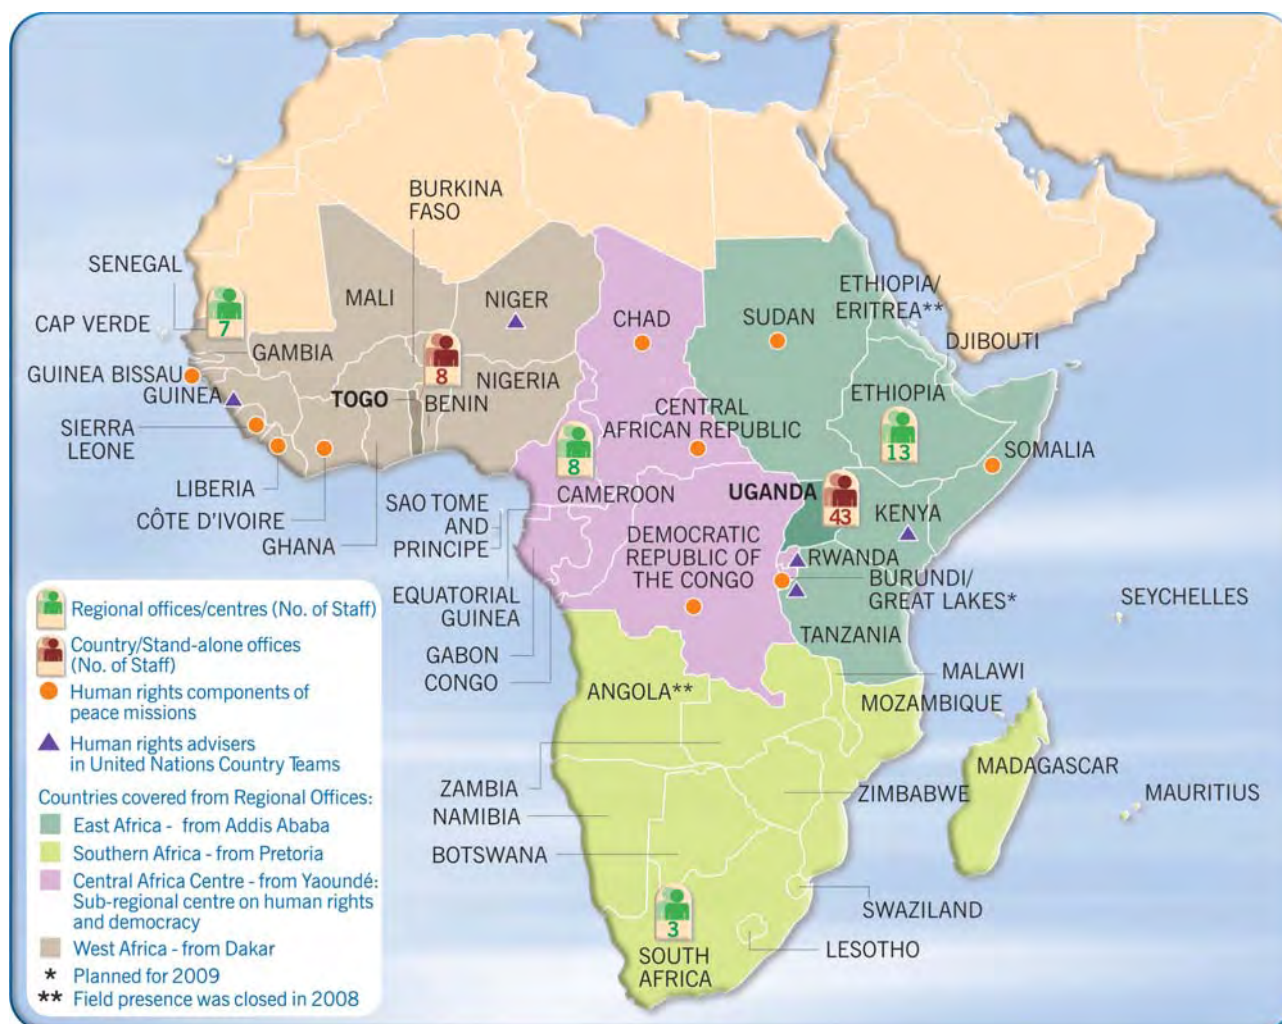 BURKINA
FASO
SENEGAL
CAP VERDE
7
MALI
NIGER
CHAD
SUDAN
ETHIOPIA/
ERITREA**
DJIBOUTI
GAMBIA
GUINEA BISSAU
GUINEA
8
NIGERIA
TOGO
BENIN
ETHIOPIA
13
SIERRA
LEONE
CENTRAL
AFRICAN REPUBLIC
SOMALIA
8
CAMEROON
LIBERIA
CÔTE D'IVOIRE
GHANA
SAO TOME
AND
PRINCIPE
UGANDA
43
KENYA
DEMOCRATIC
REPUBLIC OF
THE CONGO
RWANDA
BURUNDI/
GREAT LAKES*
EQUATORIAL
GUINEA
SEYCHELLES
TANZANIA
GABON
CONGO
MALAWI
ANGOLA**
MOZAMBIQUE
MADAGASCAR
ZAMBIA
ZIMBABWE
MAURITIUS
NAMIBIA
BOTSWANA
SWAZILAND
3
SOUTH
AFRICA
LESOTHO
Regional offices/centres (No. of Staff)
Country/Stand-alone offices
(No. of Staff)
Human rights components of
peace missions
Human rights advisers
in United Nations Country Teams
Countries covered from Regional Offices:
East Africa - from Addis Ababa
Southern Africa - from Pretoria
Central Africa Centre - from Yaoundé:
Sub-regional centre on human rights
and democracy
West Africa - from Dakar
* Planned for 2009
** Field presence was closed in 2008